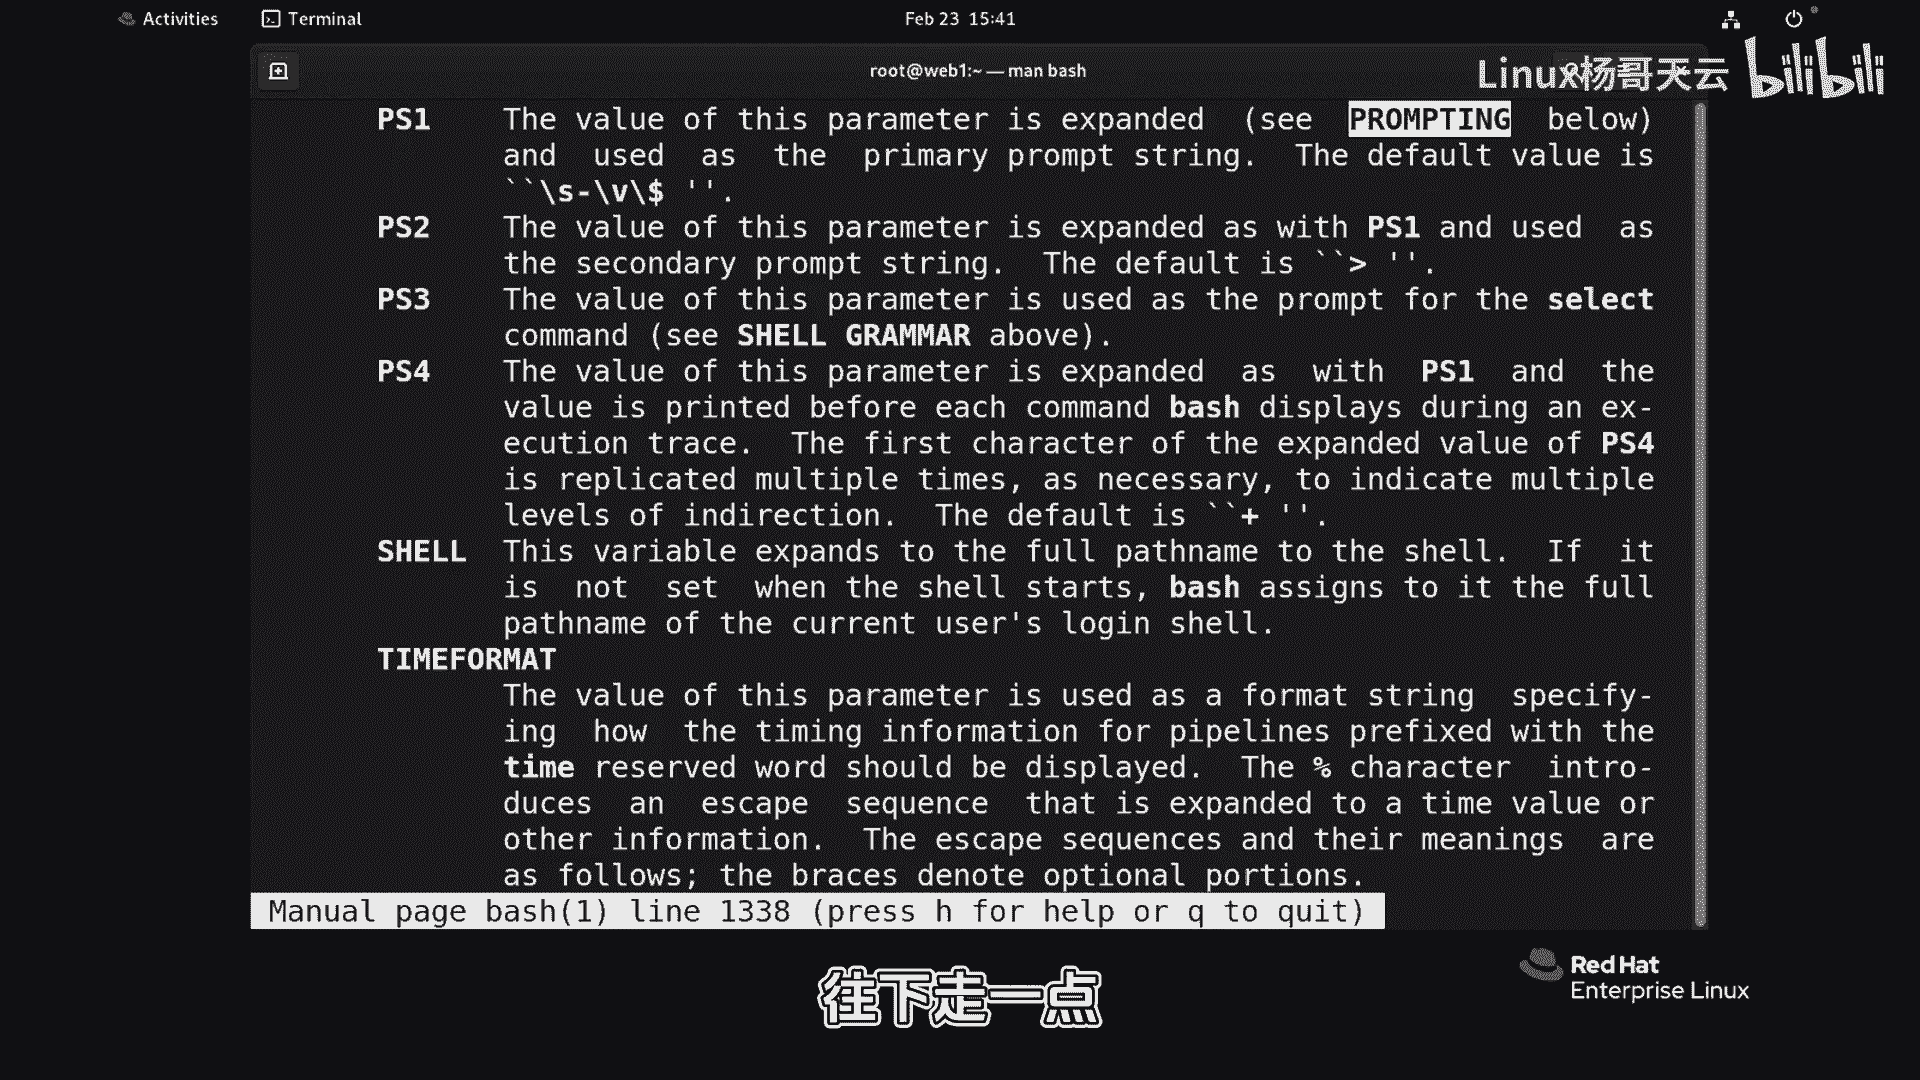 Activities Terminal Feb 23 15:41
root@web1:~ — man bash
Linux杨哥天云 bilibili
PS1 The value of this parameter is expanded (see PROMPTING below)
and used as the primary prompt string. The default value is
``\s-\v\$ ''.
PS2 The value of this parameter is expanded as with PS1 and used as
the secondary prompt string. The default is ``> ''.
PS3 The value of this parameter is used as the prompt for the select
command (see SHELL GRAMMAR above).
PS4 The value of this parameter is expanded as with PS1 and the
value is printed before each command bash displays during an ex-
ecution trace. The first character of the expanded value of PS4
is replicated multiple times, as necessary, to indicate multiple
levels of indirection. The default is ``+ ''.
SHELL This variable expands to the full pathname to the shell. If it
is not set when the shell starts, bash assigns to it the full
pathname of the current user's login shell.
TIMEFORMAT
The value of this parameter is used as a format string specify-
ing how the timing information for pipelines prefixed with the
time reserved word should be displayed. The % character intro-
duces an escape sequence that is expanded to a time value or
other information. The escape sequences and their meanings are
as follows; the braces denote optional portions.
Manual page bash(1) line 1338 (press h for help or q to quit)
Red Hat
Enterprise Linux
往下走一点